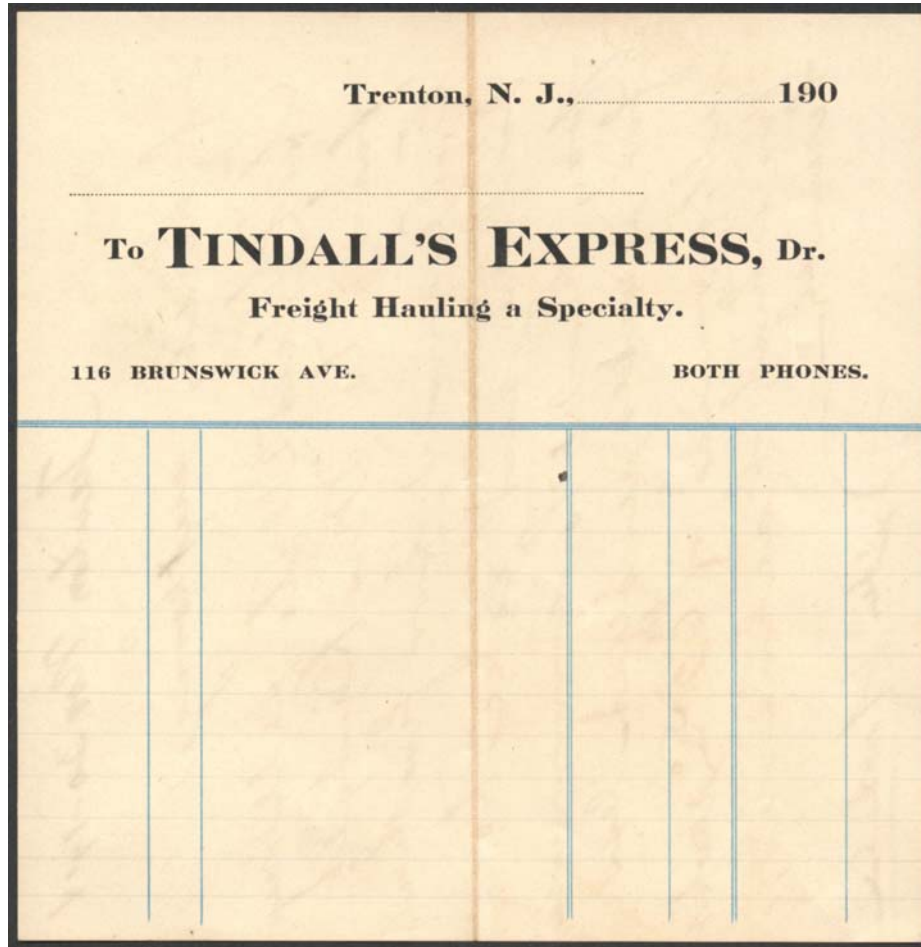 Trenton, N. J.,........................190
To TINDALL'S EXPRESS, Dr.
Freight Hauling a Specialty.
116 BRUNSWICK AVE. BOTH PHONES.